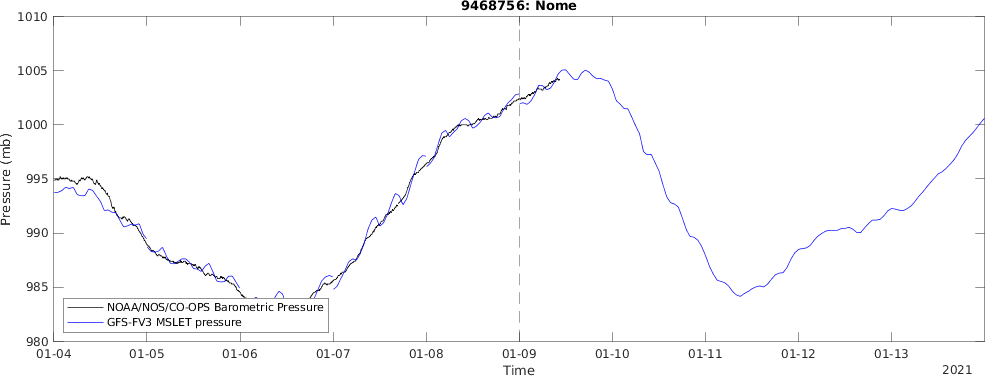 9468756: Nome
1010
1005
1000
995
990
985
980
Pressure (mb)
NOAA/NOS/CO-OPS Barometric Pressure
GFS-FV3 MSLET pressure
01-04 01-05 01-06 01-07 01-08 01-09 01-10 01-11 01-12 01-13
Time
2021